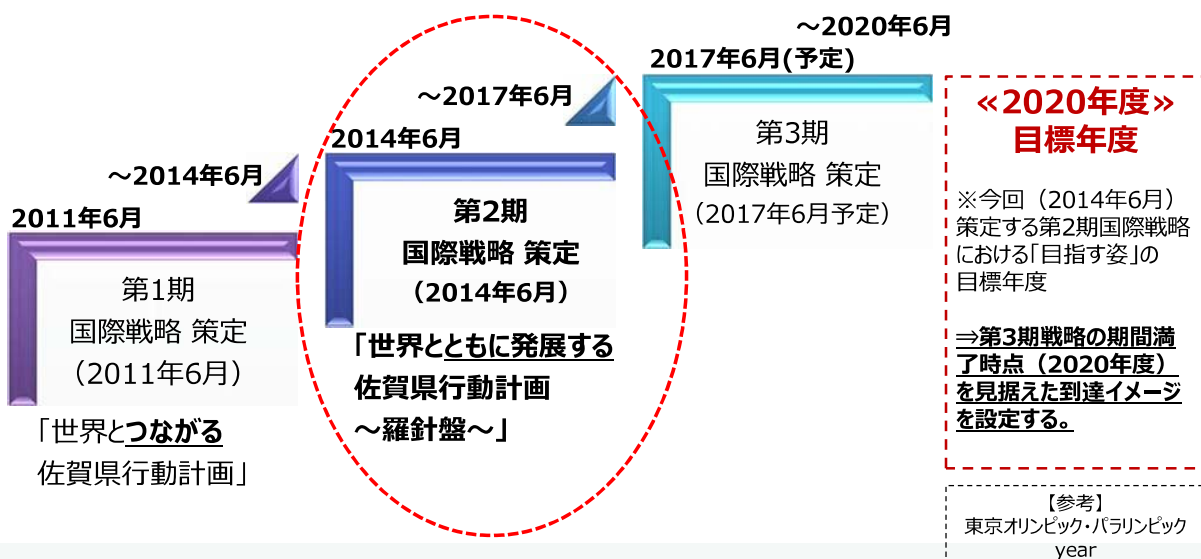 2011年6月
～2014年6月
第1期
国際戦略 策定
（2011年6月）
「世界とつながる
佐賀県行動計画」
2014年6月
～2017年6月
第2期
国際戦略 策定
（2014年6月）
「世界とともに発展する
佐賀県行動計画
～羅針盤～」
2017年6月(予定)
～2020年6月
第3期
国際戦略 策定
（2017年6月予定）
≪2020年度≫
目標年度
※今回（2014年6月）
策定する第2期国際戦略
における「目指す姿」の
目標年度
⇒第3期戦略の期間満
了時点（2020年度）
を見据えた到達イメージ
を設定する。
【参考】
東京オリンピック・パラリンピック
year